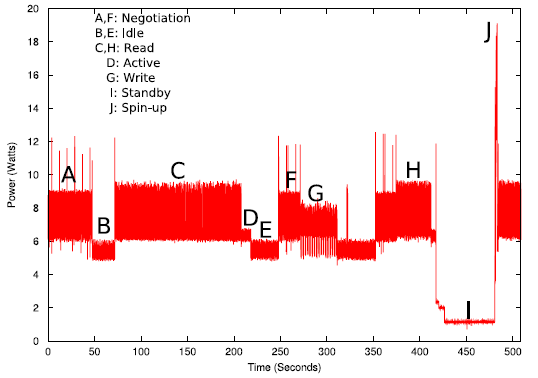 20
18
16
14
12
10
8
6
4
2
0
Power (Watts)
A,F: Negotiation
B,E: Idle
C,H: Read
D: Active
G: Write
I: Standby
J: Spin-up
A
B
C
D
E
F
G
H
I
J
0 50 100 150 200 250 300 350 400 450 500
Time (Seconds)